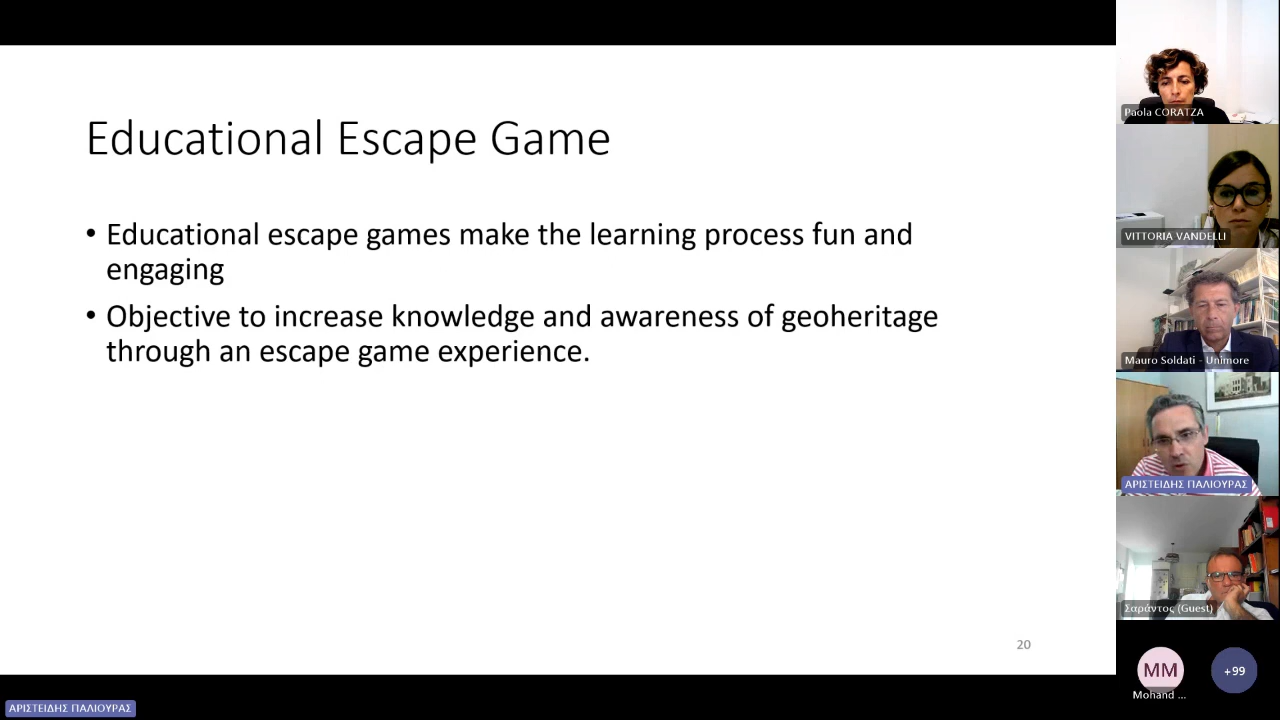 Educational Escape Game
• Educational escape games make the learning process fun and
engaging
• Objective to increase knowledge and awareness of geoheritage
through an escape game experience.
20
ΑΡΙΣΤΕΙΔΗΣ ΠΑΛΙΟΥΡΑΣ
Paola CORATZA
VITTORIA VANDELLI
Mauro Soldati - Unimore
ΑΡΙΣΤΕΙΔΗΣ ΠΑΛΙΟΥΡΑΣ
Σαράντος (Guest)
MM
Mohand ...
+99